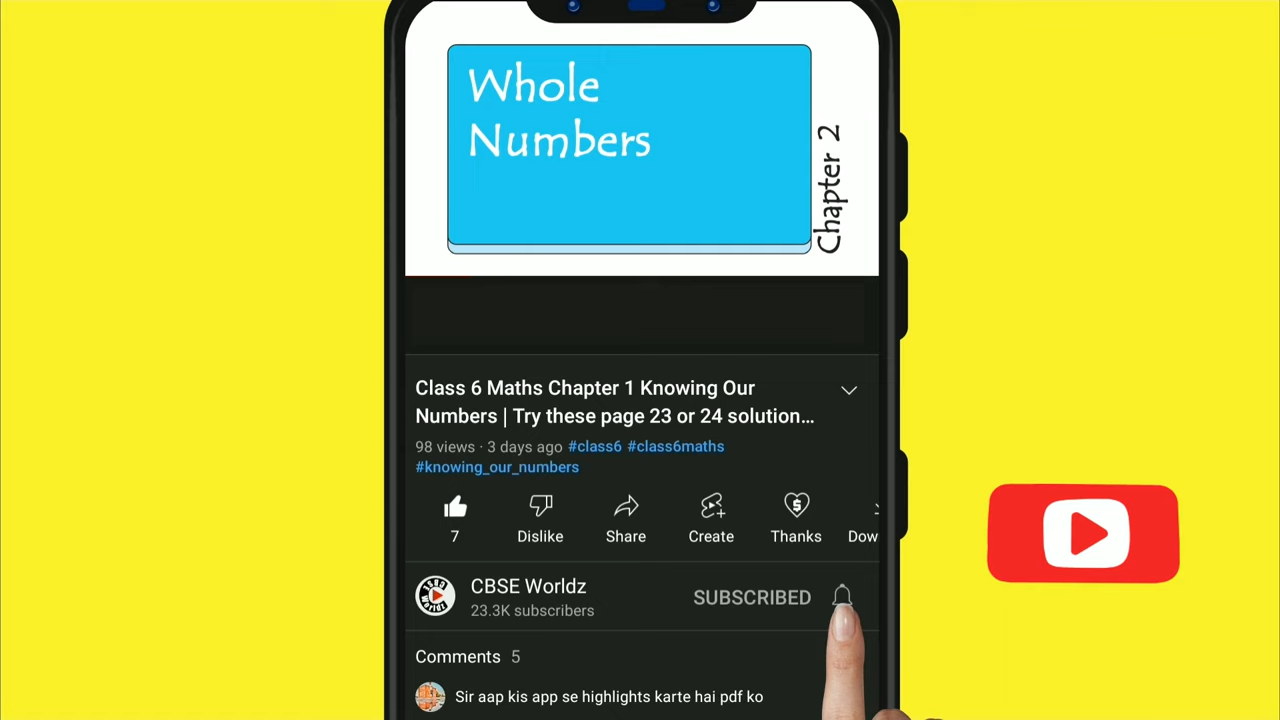 Whole
Numbers
Chapter 2
Class 6 Maths Chapter 1 Knowing Our
Numbers | Try these page 23 or 24 solution...
98 views · 3 days ago #class6 #class6maths
#knowing_our_numbers
7 Dislike Share Create Thanks Dow
CBSE Worldz
23.3K subscribers
SUBSCRIBED
Comments 5
Sir aap kis app se highlights karte hai pdf ko